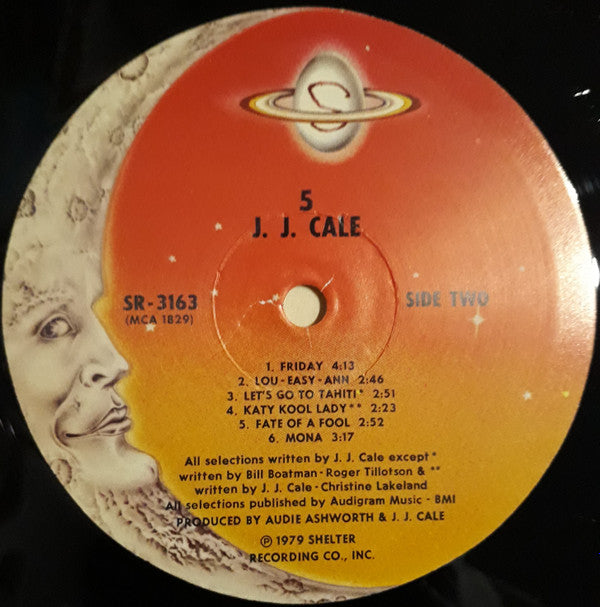 S
5
J. J. CALE
SR-3163
(MCA 1829)
SIDE TWO
1. FRIDAY 4:13
2. LOU-EASY-ANN 2:46
3. LET'S GO TO TAHITI* 2:51
4. KATY KOOL LADY** 2:23
5. FATE OF A FOOL 2:52
6. MONA 3:17
All selections written by J. J. Cale except*
written by Bill Boatman-Roger Tillotson & **
written by J. J. Cale-Christine Lakeland
All selections published by Audigram Music - BMI
PRODUCED BY AUDIE ASHWORTH & J. J. CALE
℗ 1979 SHELTER
RECORDING CO., INC.